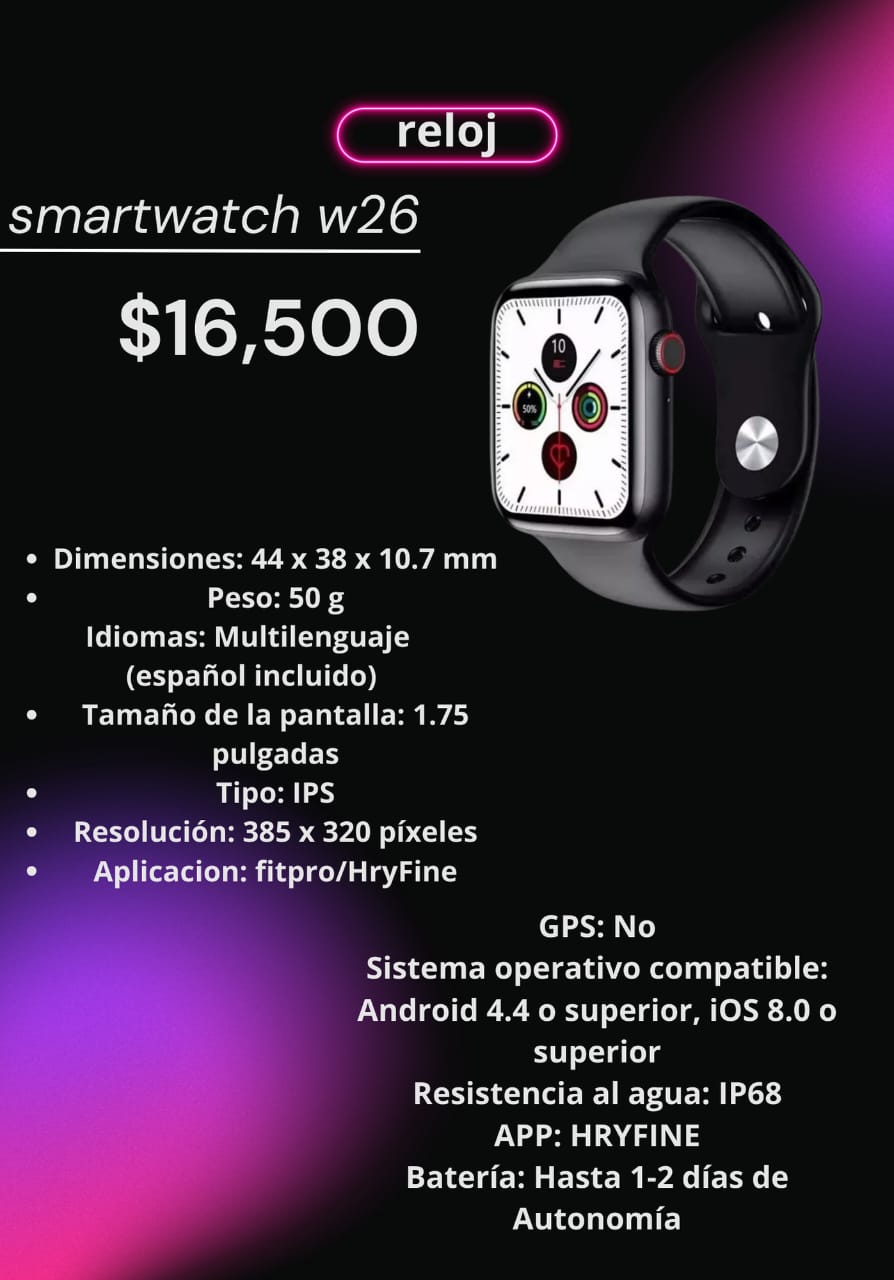 reloj
smartwatch w26
$16,500
10
50%
• Dimensiones: 44 x 38 x 10.7 mm
• Peso: 50 g
Idiomas: Multilenguaje
(español incluido)
• Tamaño de la pantalla: 1.75
pulgadas
• Tipo: IPS
• Resolución: 385 x 320 píxeles
• Aplicacion: fitpro/HryFine
GPS: No
Sistema operativo compatible:
Android 4.4 o superior, iOS 8.0 o
superior
Resistencia al agua: IP68
APP: HRYFINE
Batería: Hasta 1-2 días de
Autonomía